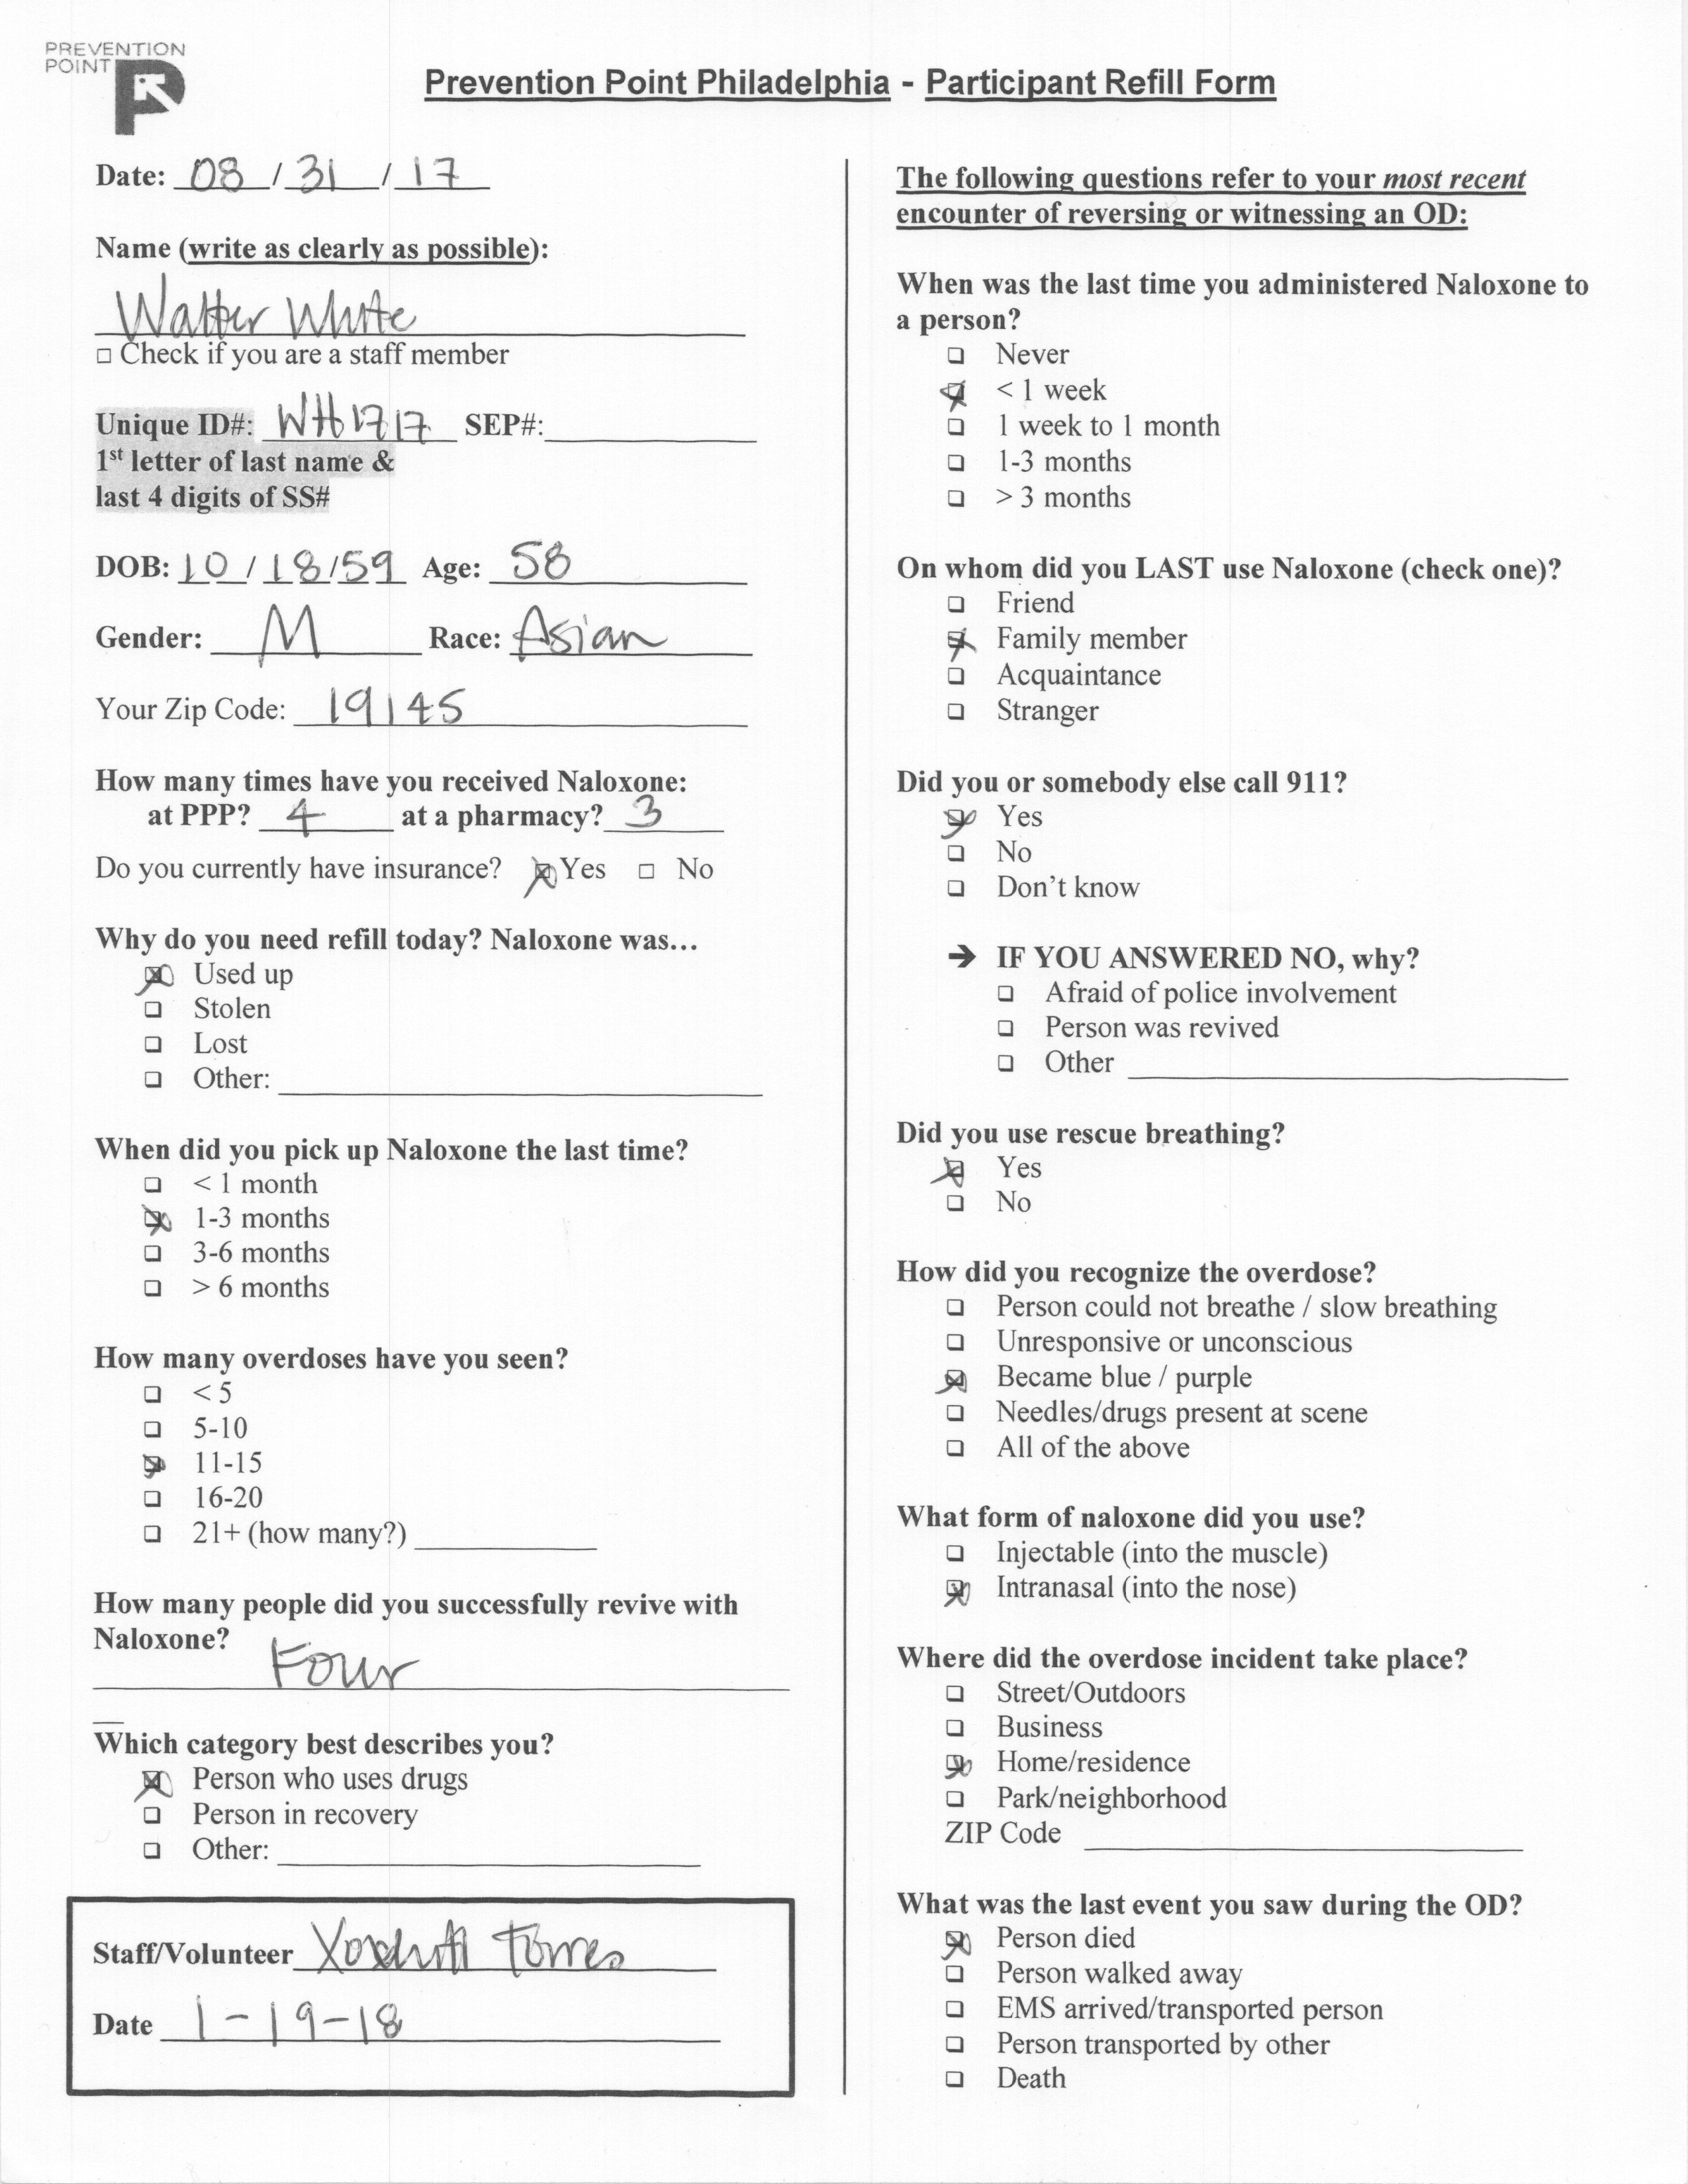 PREVENTION
POINT
Prevention Point Philadelphia - Participant Refill Form
Date: 08 / 31 / 17
Name (write as clearly as possible):
Walter White
□ Check if you are a staff member
Unique ID#: WH1717 SEP#:
1st letter of last name &
last 4 digits of SS#
DOB: 10 / 18 / 59 Age: 58
Gender: M Race: Asian
Your Zip Code: 19145
How many times have you received Naloxone:
at PPP? 4 at a pharmacy? 3
Do you currently have insurance? ☒ Yes □ No
Why do you need refill today? Naloxone was...
☒ Used up
❑ Stolen
❑ Lost
❑ Other:
When did you pick up Naloxone the last time?
❑ < 1 month
☒ 1-3 months
❑ 3-6 months
❑ > 6 months
How many overdoses have you seen?
❑ < 5
❑ 5-10
☒ 11-15
❑ 16-20
❑ 21+ (how many?)
How many people did you successfully revive with
Naloxone?
Four
Which category best describes you?
☒ Person who uses drugs
❑ Person in recovery
❑ Other:
Staff/Volunteer Torres
Date 1-19-18
The following questions refer to your most recent
encounter of reversing or witnessing an OD:
When was the last time you administered Naloxone to
a person?
❑ Never
☒ < 1 week
❑ 1 week to 1 month
❑ 1-3 months
❑ > 3 months
On whom did you LAST use Naloxone (check one)?
❑ Friend
☒ Family member
❑ Acquaintance
❑ Stranger
Did you or somebody else call 911?
☒ Yes
❑ No
❑ Don't know
➔ IF YOU ANSWERED NO, why?
❑ Afraid of police involvement
❑ Person was revived
❑ Other
Did you use rescue breathing?
☒ Yes
❑ No
How did you recognize the overdose?
❑ Person could not breathe / slow breathing
❑ Unresponsive or unconscious
☒ Became blue / purple
❑ Needles/drugs present at scene
❑ All of the above
What form of naloxone did you use?
❑ Injectable (into the muscle)
☒ Intranasal (into the nose)
Where did the overdose incident take place?
❑ Street/Outdoors
❑ Business
☒ Home/residence
❑ Park/neighborhood
ZIP Code
What was the last event you saw during the OD?
☒ Person died
❑ Person walked away
❑ EMS arrived/transported person
❑ Person transported by other
❑ Death